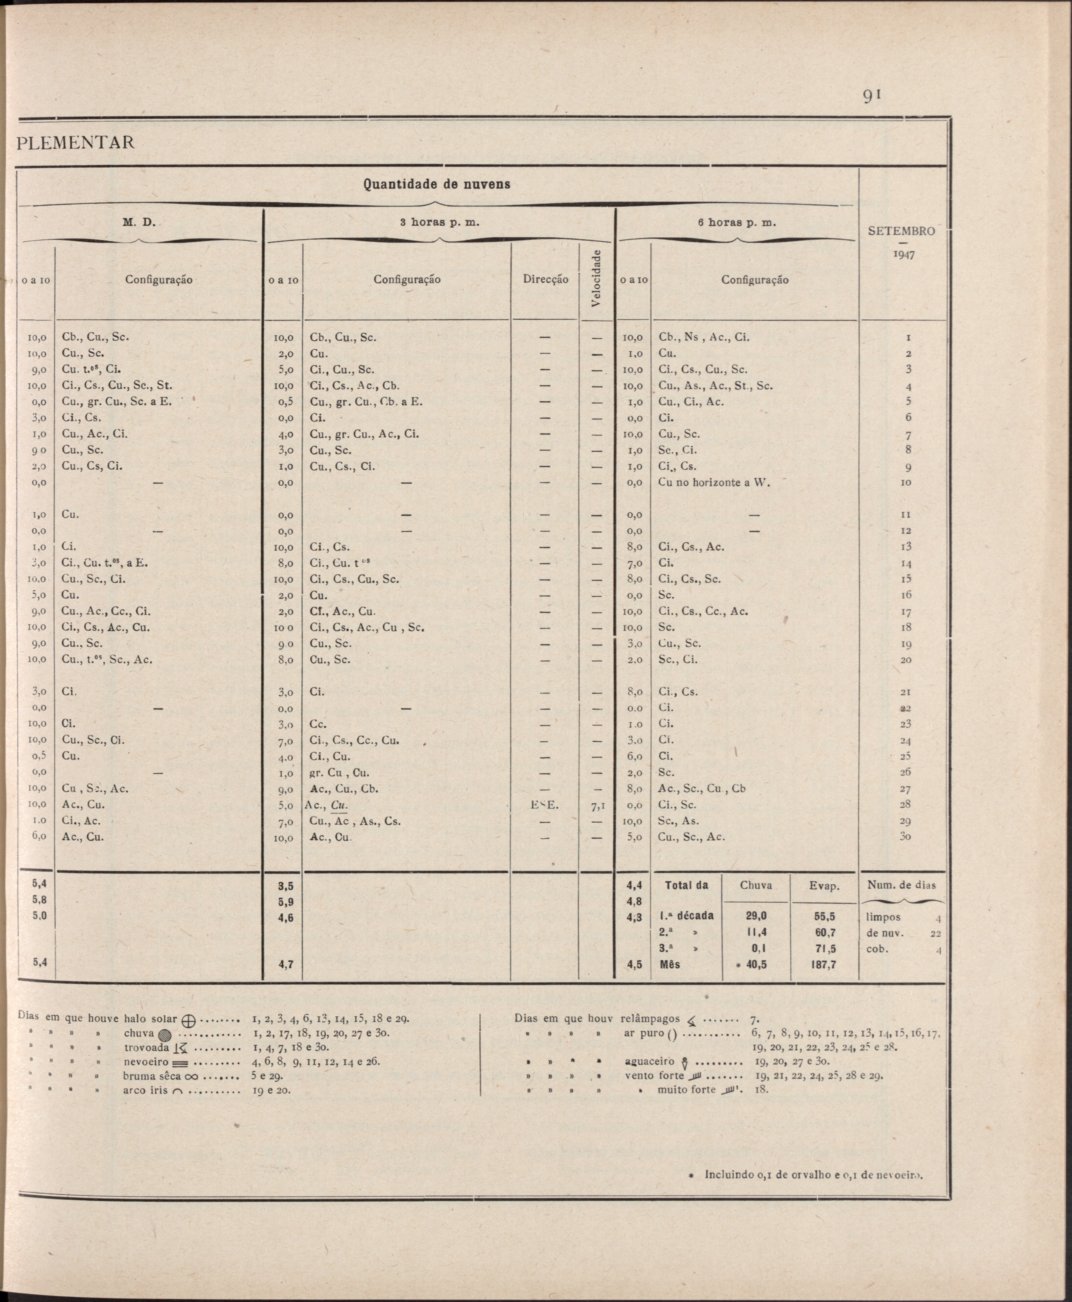 91
PLEMENTAR
Quantidade de nuvens
M. D. 3 horas p. m. 6 horas p. m. SETEMBRO
—
1947
0 a 10 Configuração 0 a 10 Configuração Direcção Velocidade 0 a 10 Configuração
10,0 Cb., Cu., Sc. 10,0 Cb., Cu., Sc. — — 10,0 Cb., Ns , Ac., Ci. 1
10,0 Cu., Sc. 2,0 Cu. — — 1,0 Cu. 2
9,0 Cu. t.os, Ci. 5,0 Ci., Cu., Sc. — — 10,0 Ci., Cs., Cu., Sc. 3
10,0 Ci., Cs., Cu., Sc., St. 10,0 Ci., Cs., Ac., Cb. — — 10,0 Cu., As., Ac., St., Sc. 4
0,0 Cu., gr. Cu., Sc. a E. 0,5 Cu., gr. Cu., Cb. a E. — — 1,0 Cu., Ci., Ac. 5
3,0 Ci., Cs. 0,0 Ci. — — 0,0 Ci. 6
1,0 Cu., Ac., Ci. 4,0 Cu., gr. Cu., Ac., Ci. — — 10,0 Cu., Sc. 7
9 0 Cu., Sc. 3,0 Cu., Sc. — — 1,0 Se., Ci. 8
2,0 Cu., Cs, Ci. 1,0 Cu., Cs., Ci. — — 1,0 Ci., Cs. 9
0,0 — 0,0 — — — 0,0 Cu no horizonte a W. 10
1,0 Cu. 0,0 — — — 0,0 — 11
0,0 — 0,0 — — — 0,0 — 12
1,0 Ci. 10,0 Ci., Cs. — — 8,0 Ci., Cs., Ac. 13
3,0 Ci., Cu. t.os, a E. 8,0 Ci., Cu. t os — — 7,0 Ci. 14
10.0 Cu., Sc., Ci. 10,0 Ci., Cs., Cu., Sc. — — 8,0 Ci., Cs., Sc. 15
5,0 Cu. 2,0 Cu. — — 0,0 Sc. 16
9,0 Cu., Ac., Cc., Ci. 2,0 Ci., Ac., Cu. — — 10,0 Ci., Cs., Cc., Ac. 17
10,0 Ci., Cs., Ac., Cu. 10 0 Ci., Cs., Ac., Cu , Sc. — — 10,0 Sc. 18
9,0 Cu., Sc. 9 0 Cu., Sc. — — 3,0 Cu., Sc. 19
10,0 Cu., t.os, Sc., Ac. 8,0 Cu., Sc. — — 2,0 Sc., Ci. 20
3,0 Ci. 3,0 Ci. — — 8,0 Ci., Cs. 21
0,0 — 0,0 — — — 0.0 Ci. 22
10,0 Ci. 3,0 Cc. — — 1.0 Ci. 23
10,0 Cu., Sc., Ci. 7,0 Ci., Cs., Cc., Cu. — — 3.0 Ci. 24
0,5 Cu. 4.0 Ci., Cu. — — 6,0 Ci. 25
0,0 — 1,0 gr. Cu , Cu. — — 2,0 Sc. 26
10,0 Cu , Sc., Ac. 9,0 Ac., Cu., Cb. — — 8,0 Ac., Sc., Cu , Cb 27
10,0 Ac., Cu. 5,0 Ac., Cu. 7,1 0,0 Ci., Sc. 28
1.0 Ci., Ac. 7,0 Cu., Ac , As., Cs. — — 10,0 Sc., As. 29
6,0 Ac., Cu. 10,0 Ac., Cu — — 5,0 Cu., Sc., Ac. 30
5,4 3,5 4,4 Total da Chuva Evap. Num. de dias
5,8 5,9 4,8
5,0 4,6 4,3 1.ª década 29,0 55,5 limpos 4
2.ª » 11,4 60,7 de nuv. 22
3.ª » 0,1 71,5 cob. 4
5,4 4,7 4,5 Mês * 40,5 187,7
Dias em que houve halo solar ........ 1, 2, 3, 4, 6, 13, 14, 15, 18 e 29.
» » » » chuva ............ 1, 2, 17, 18, 19, 20, 27 e 30.
» » » » trovoada ......... 1, 4, 7, 18 e 30.
» » » » nevoeiro ......... 4, 6, 8, 9, 11, 12, 14 e 26.
» » » » bruma sêca ∞ ....... 5 e 29.
» » » » arco iris .......... 19 e 20.
Dias em que houv relâmpagos ....... 7.
» » » » ar puro () ........... 6, 7, 8, 9, 10, 11, 12, 13, 14, 15, 16, 17.
19, 20, 21, 22, 23, 24, 25 e 28.
» » » » aguaceiro ......... 19, 20, 27 e 30.
» » » » vento forte ....... 19, 21, 22, 24, 25, 28 e 29.
» » » » » muito forte . 18.
* Incluindo 0,1 de orvalho e 0,1 de nevoeiro.